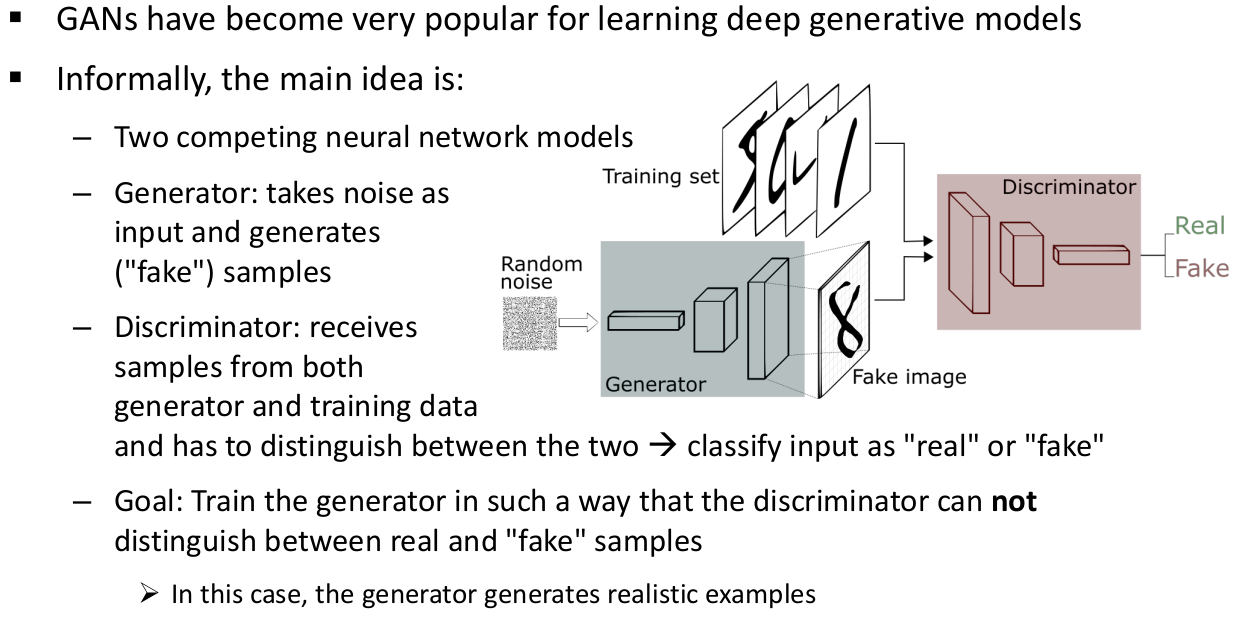 ▪ GANs have become very popular for learning deep generative models
▪ Informally, the main idea is:
– Two competing neural network models
– Generator: takes noise as
input and generates
("fake") samples
– Discriminator: receives
samples from both
generator and training data
and has to distinguish between the two → classify input as "real" or "fake"
– Goal: Train the generator in such a way that the discriminator can not
distinguish between real and "fake" samples
➢ In this case, the generator generates realistic examples
Training set
Random
noise
Generator
8
Fake image
Discriminator
Real
Fake